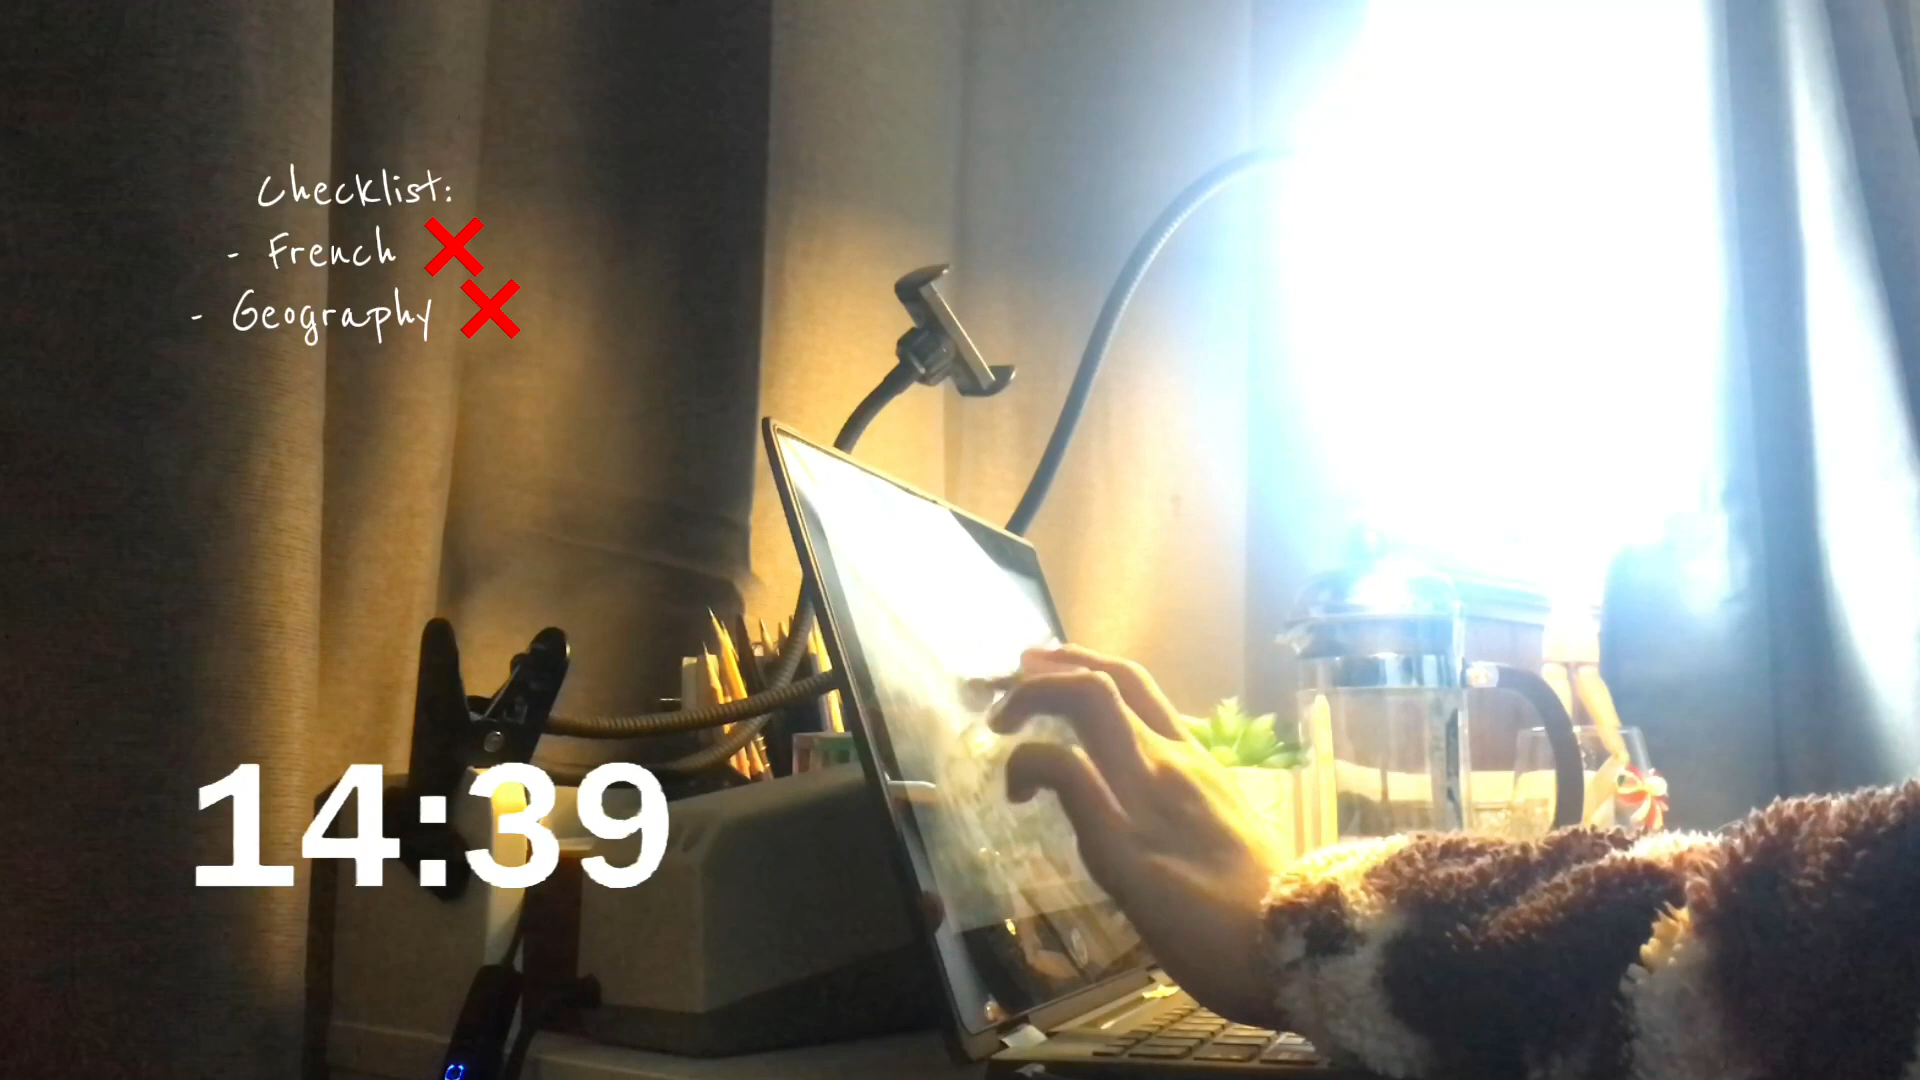 Checklist:
- French ❌
- Geography ❌
14:39